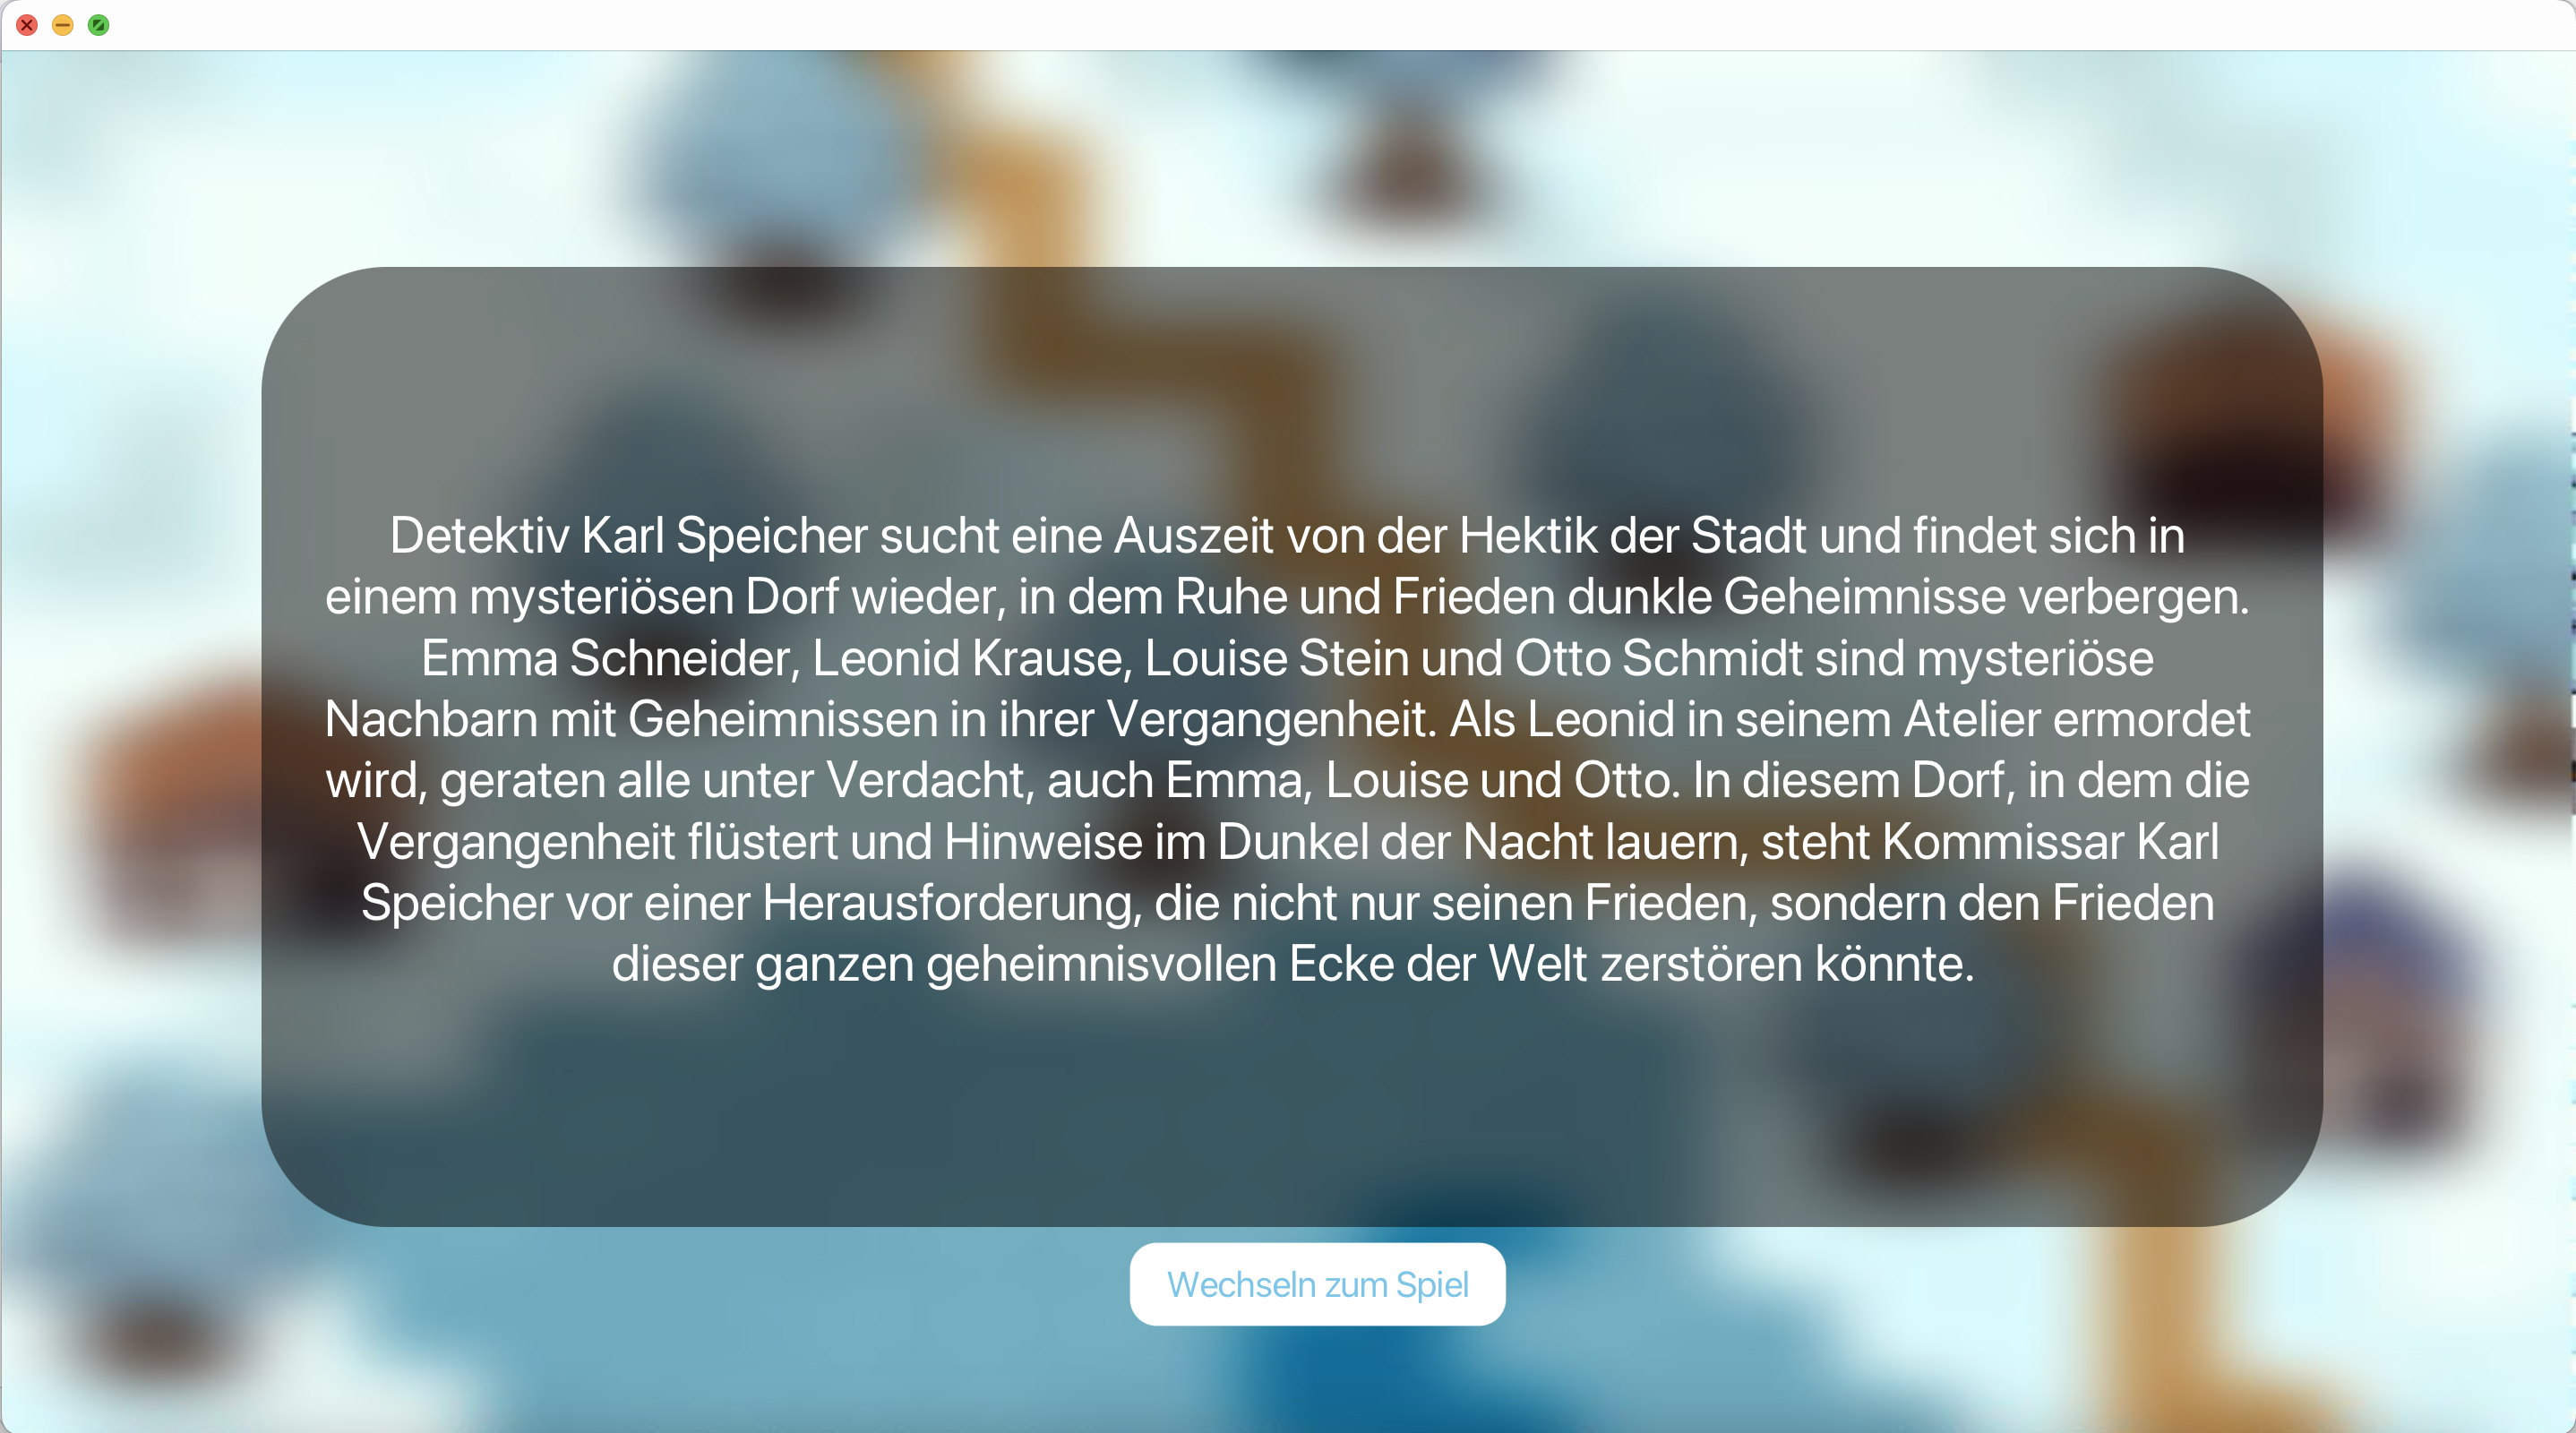 Detektiv Karl Speicher sucht eine Auszeit von der Hektik der Stadt und findet sich in
einem mysteriösen Dorf wieder, in dem Ruhe und Frieden dunkle Geheimnisse verbergen.
Emma Schneider, Leonid Krause, Louise Stein und Otto Schmidt sind mysteriöse
Nachbarn mit Geheimnissen in ihrer Vergangenheit. Als Leonid in seinem Atelier ermordet
wird, geraten alle unter Verdacht, auch Emma, Louise und Otto. In diesem Dorf, in dem die
Vergangenheit flüstert und Hinweise im Dunkel der Nacht lauern, steht Kommissar Karl
Speicher vor einer Herausforderung, die nicht nur seinen Frieden, sondern den Frieden
dieser ganzen geheimnisvollen Ecke der Welt zerstören könnte.
Wechseln zum Spiel